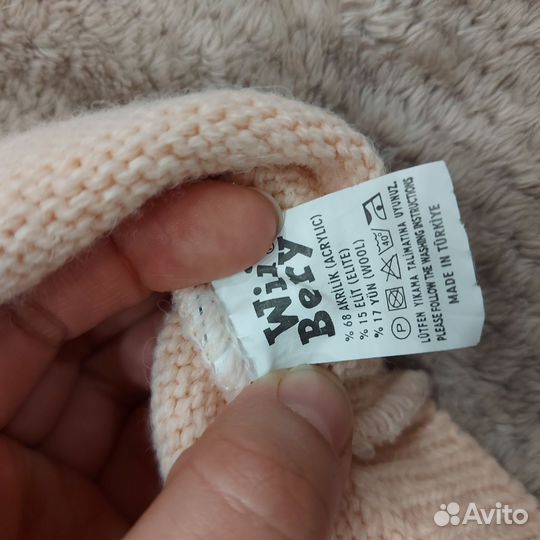 Win
Bery
% 68 AKRİLİK (ACRYLIC)
% 15 ELİT (ELITE)
% 17 YÜN (WOOL)
P 40°
LÜTFEN YIKAMA TALİMATINA UYUNUZ.
PLEASE FOLLOW THE WASHING INSTRUCTIONS
MADE IN TÜRKİYE
Avito